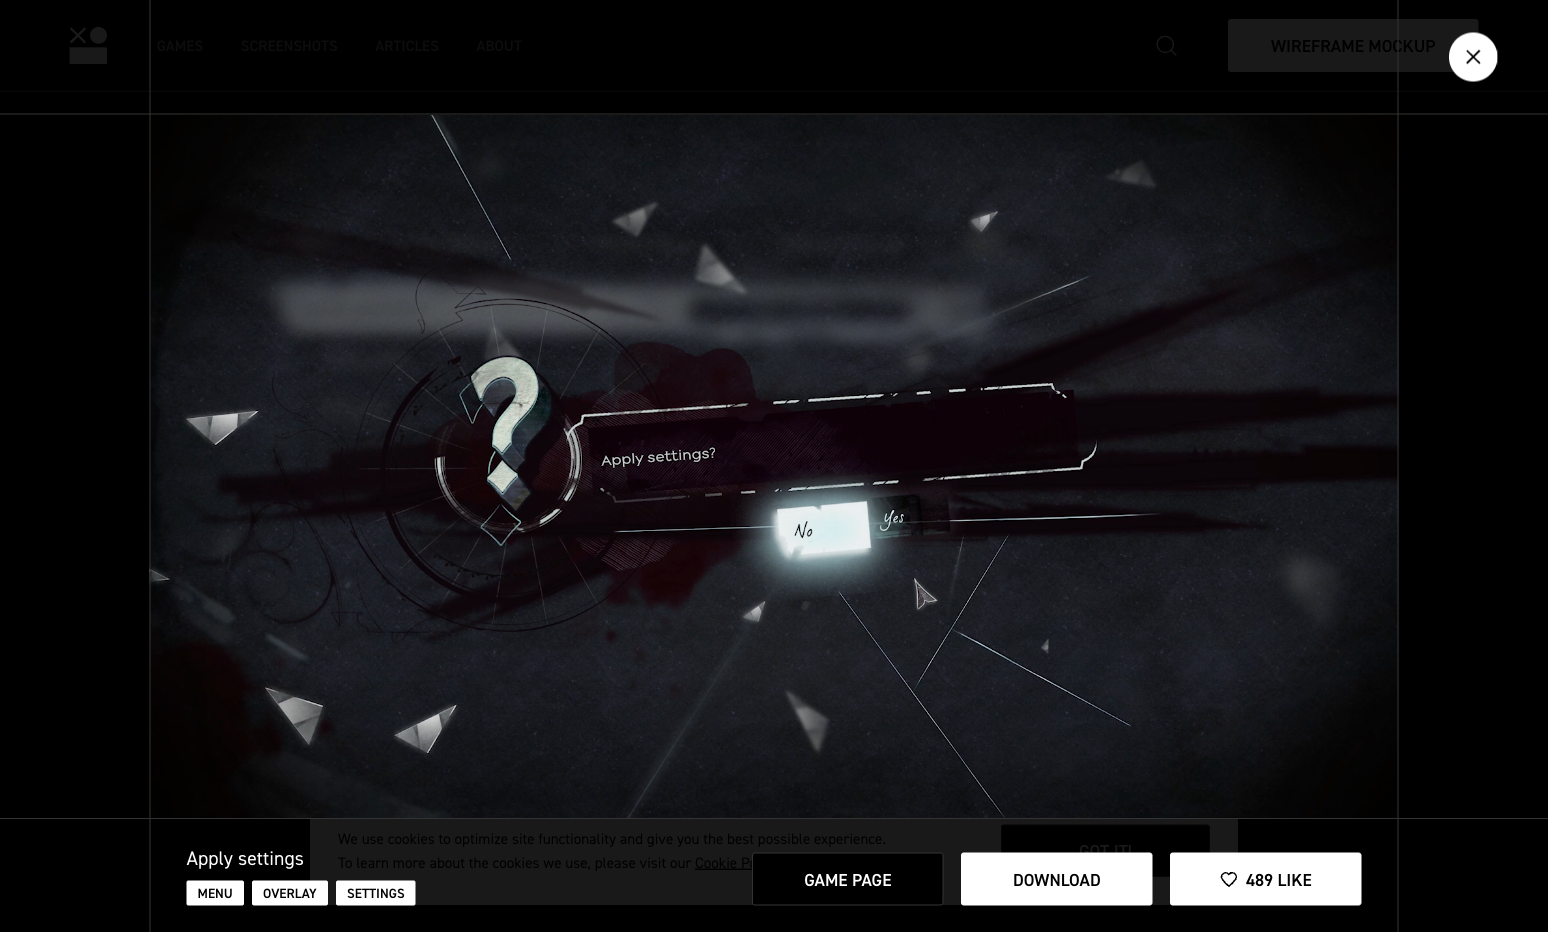 GAMES SCREENSHOTS ARTICLES ABOUT WIREFRAME MOCKUP
Apply settings?
No Yes
We use cookies to optimize site functionality and give you the best possible experience.
To learn more about the cookies we use, please visit our Cookie
GOT IT!
Apply settings
MENU OVERLAY SETTINGS
GAME PAGE DOWNLOAD 489 LIKE